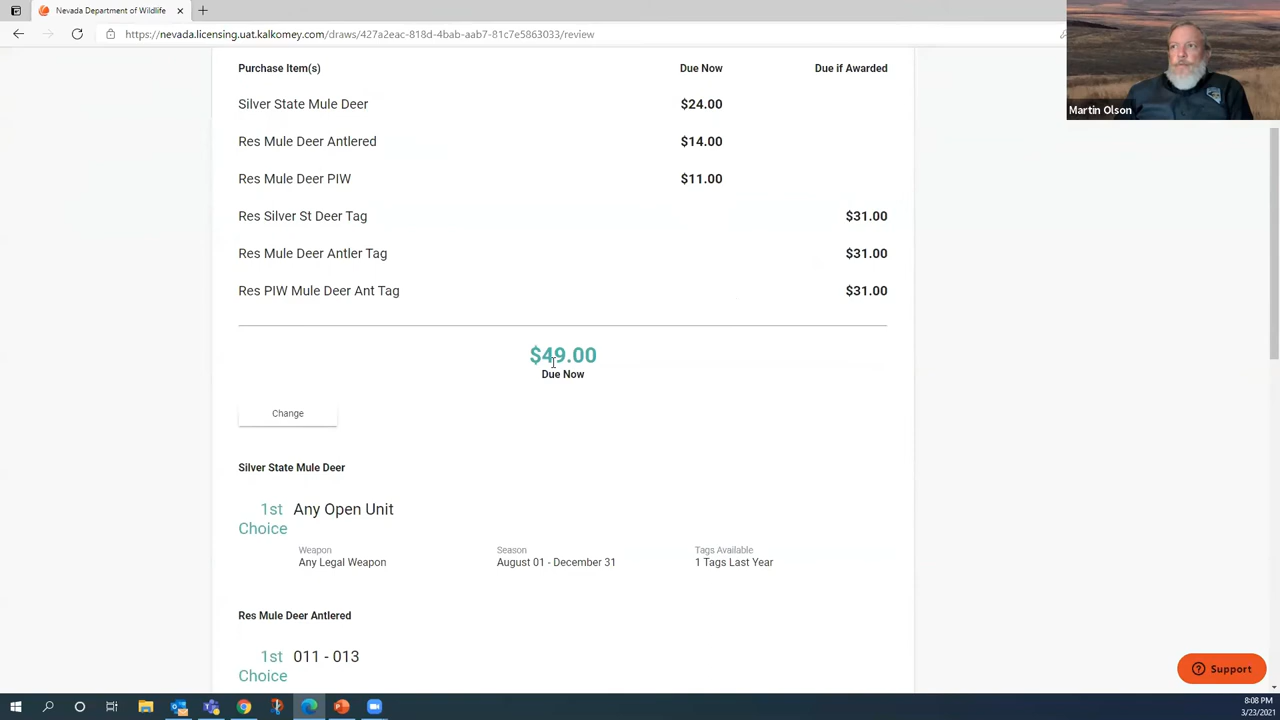 Nevada Department of Wildlife
https://nevada.licensing.uat.kalkomey.com/draws/427a2eac-818d-4bab-aab7-81c7e5863033/review
Martin Olson
Purchase Item(s) Due Now Due if Awarded
Silver State Mule Deer $24.00
Res Mule Deer Antlered $14.00
Res Mule Deer PIW $11.00
Res Silver St Deer Tag $31.00
Res Mule Deer Antler Tag $31.00
Res PIW Mule Deer Ant Tag $31.00
$49.00
Due Now
Change
Silver State Mule Deer
1st Any Open Unit
Choice
Weapon Season Tags Available
Any Legal Weapon August 01 - December 31 1 Tags Last Year
Res Mule Deer Antlered
1st 011 - 013
Choice
Support
8:08 PM
3/23/2021